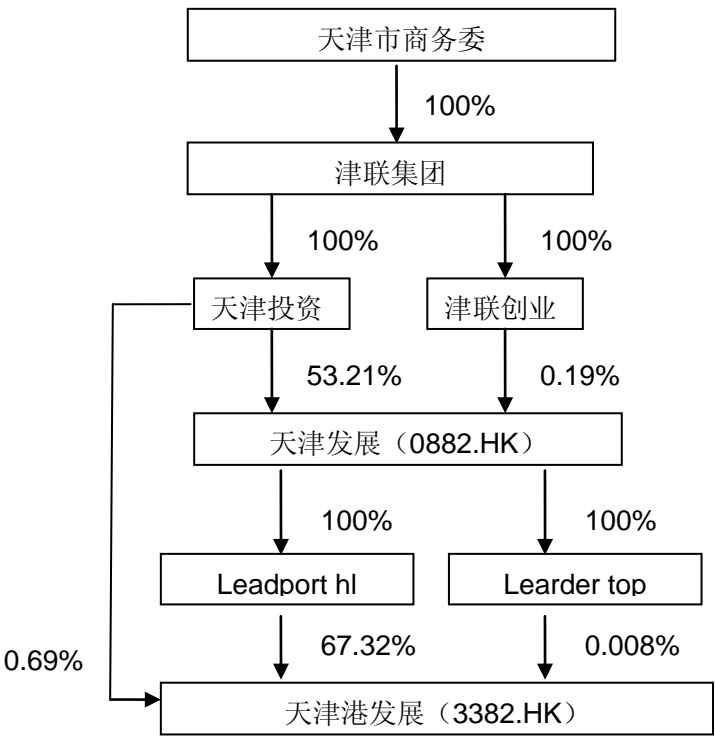 天津市商务委
100%
津联集团
100% 100%
天津投资 津联创业
53.21% 0.19%
天津发展（0882.HK）
100% 100%
Leadport hl Learder top
67.32% 0.008%
0.69%
天津港发展（3382.HK）